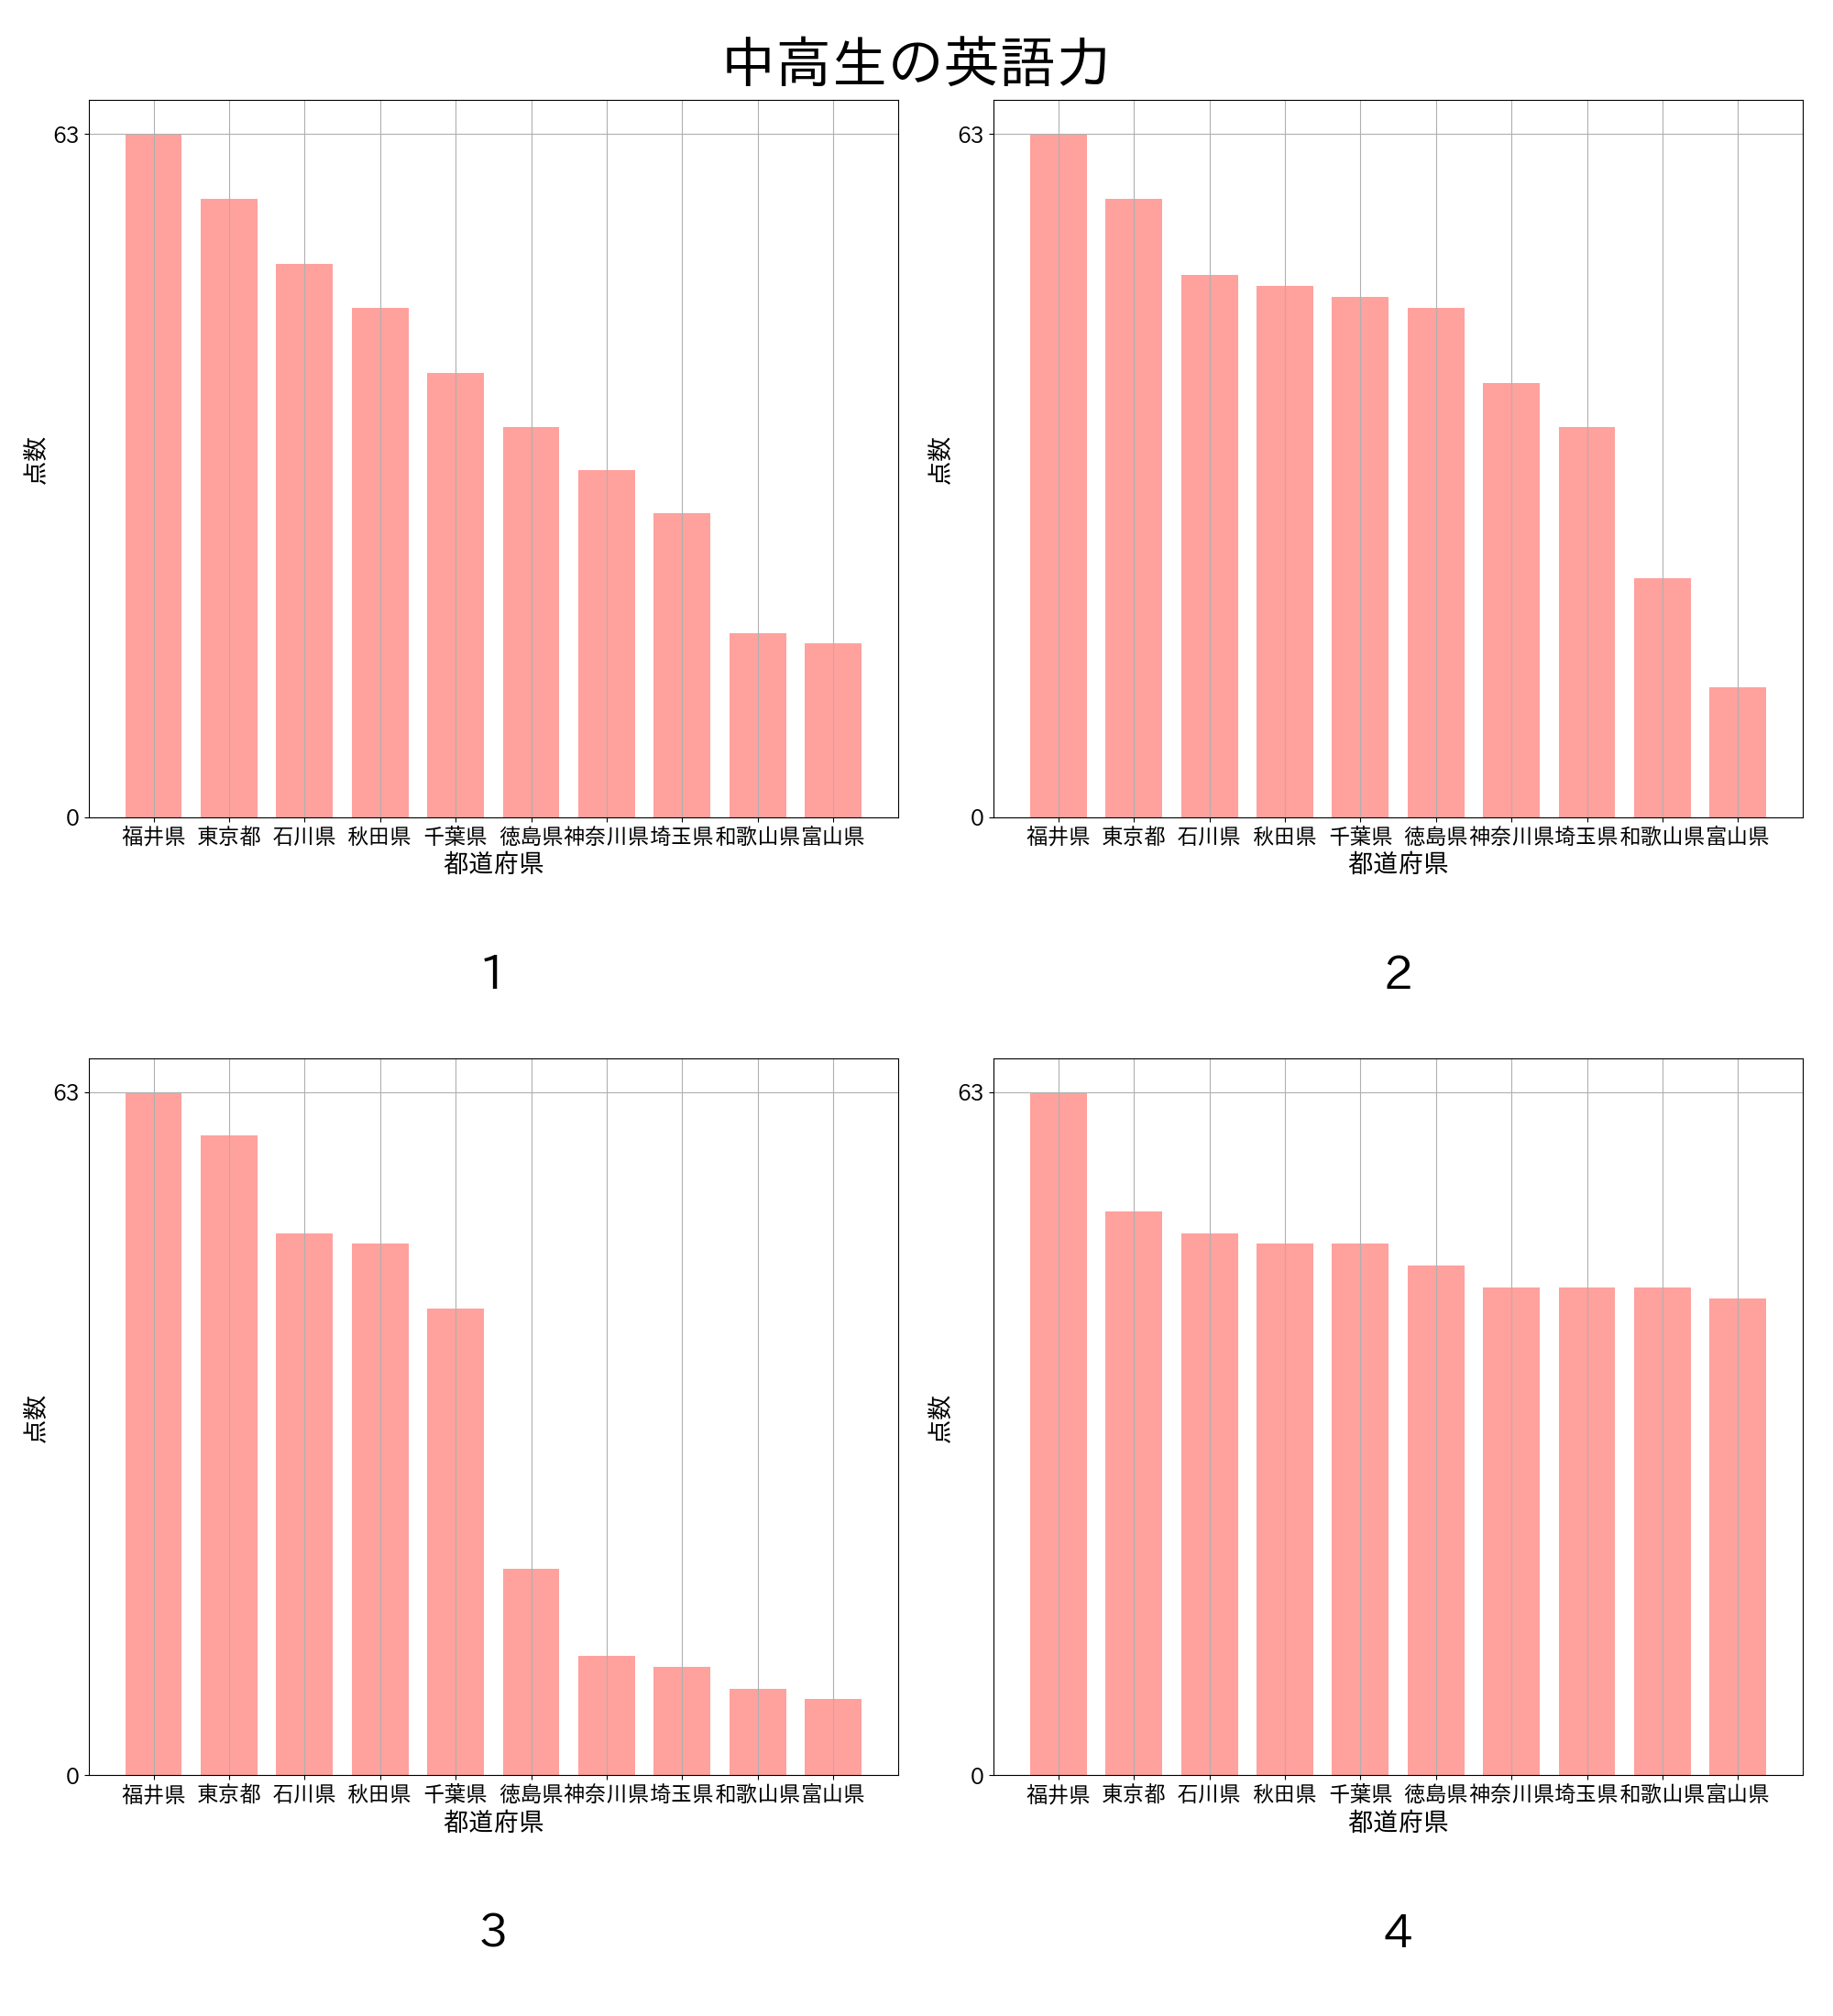 中高生の英語力
63
点数
0
福井県 東京都 石川県 秋田県 千葉県 徳島県 神奈川県 埼玉県 和歌山県 富山県
都道府県
1
63
点数
0
福井県 東京都 石川県 秋田県 千葉県 徳島県 神奈川県 埼玉県 和歌山県 富山県
都道府県
2
63
点数
0
福井県 東京都 石川県 秋田県 千葉県 徳島県 神奈川県 埼玉県 和歌山県 富山県
都道府県
3
63
点数
0
福井県 東京都 石川県 秋田県 千葉県 徳島県 神奈川県 埼玉県 和歌山県 富山県
都道府県
4